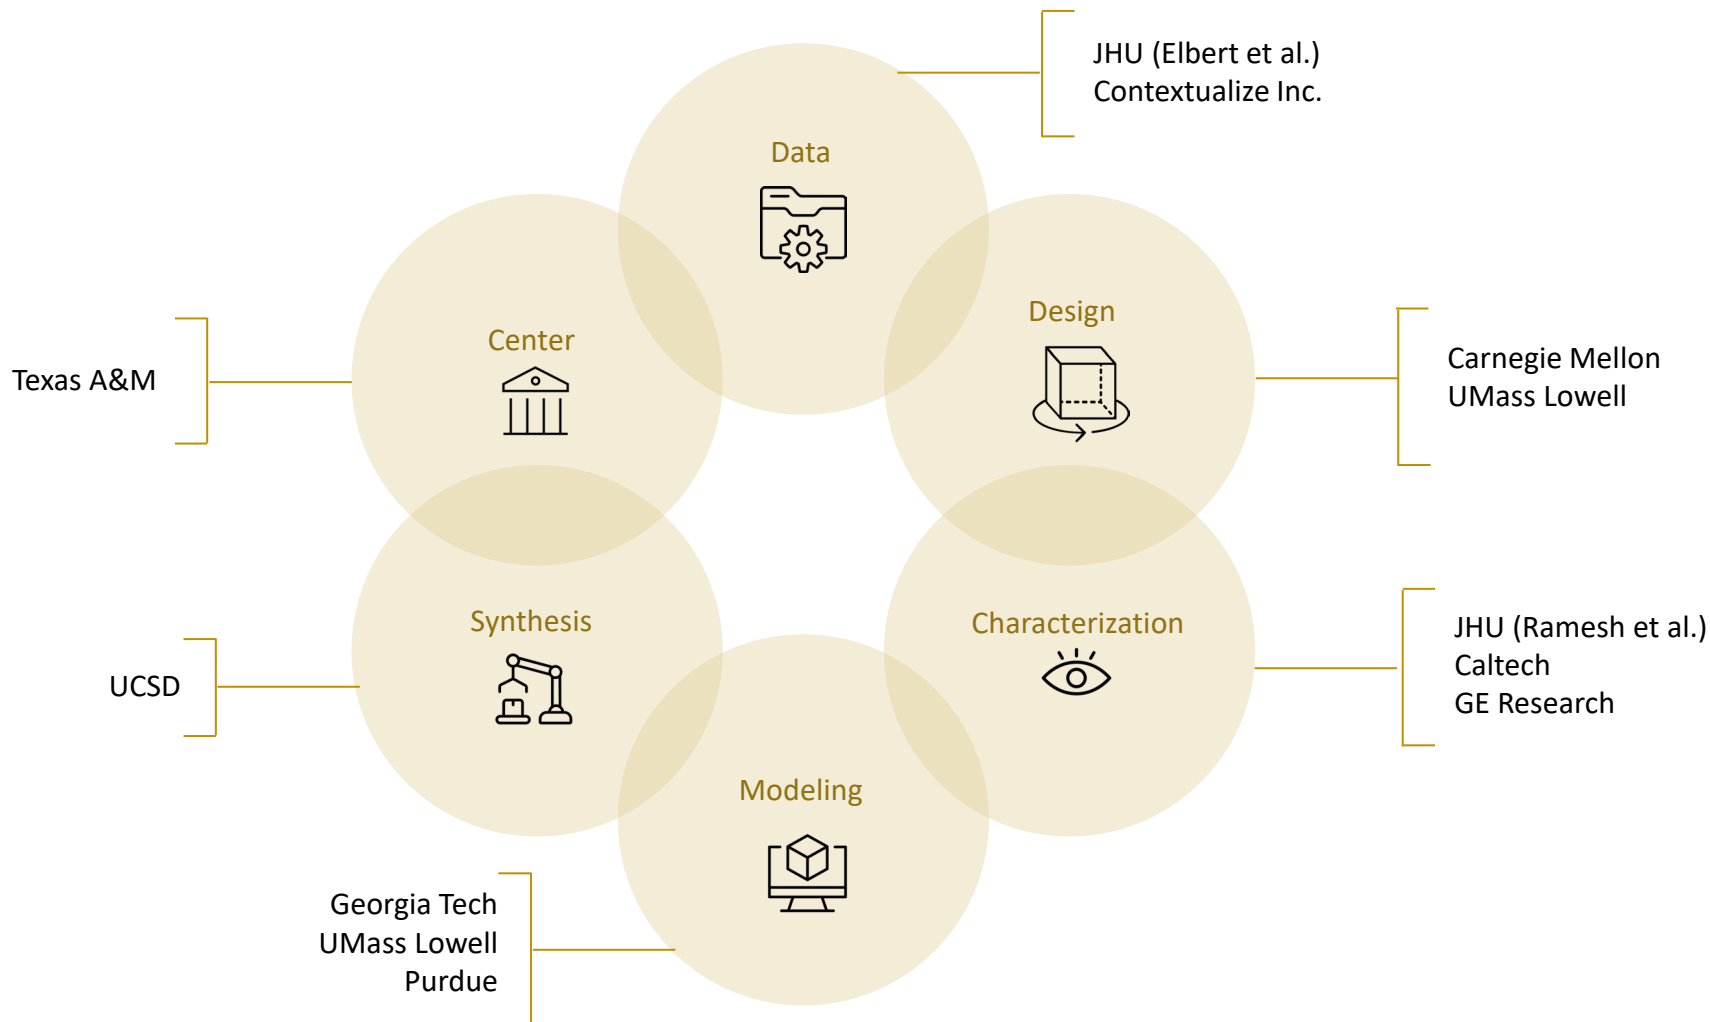 JHU (Elbert et al.)
Contextualize Inc.
Data
Design
Center
Carnegie Mellon
UMass Lowell
Texas A&M
Synthesis
Characterization
JHU (Ramesh et al.)
Caltech
GE Research
UCSD
Modeling
Georgia Tech
UMass Lowell
Purdue